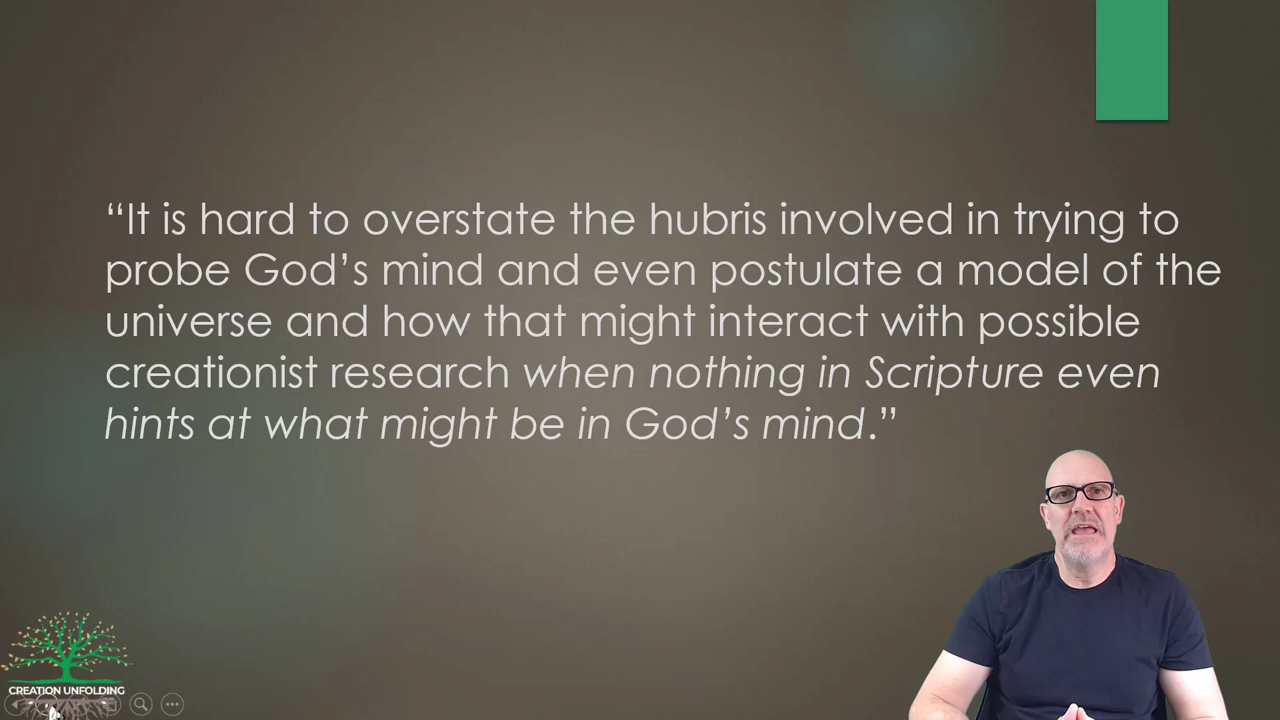 “It is hard to overstate the hubris involved in trying to
probe God’s mind and even postulate a model of the
universe and how that might interact with possible
creationist research when nothing in Scripture even
hints at what might be in God’s mind.”
CREATION UNFOLDING